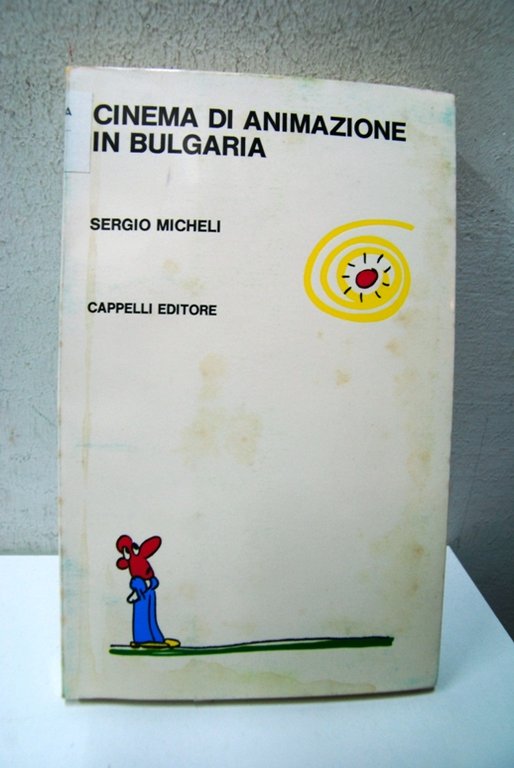 A
CINEMA DI ANIMAZIONE
IN BULGARIA
SERGIO MICHELI
CAPPELLI EDITORE